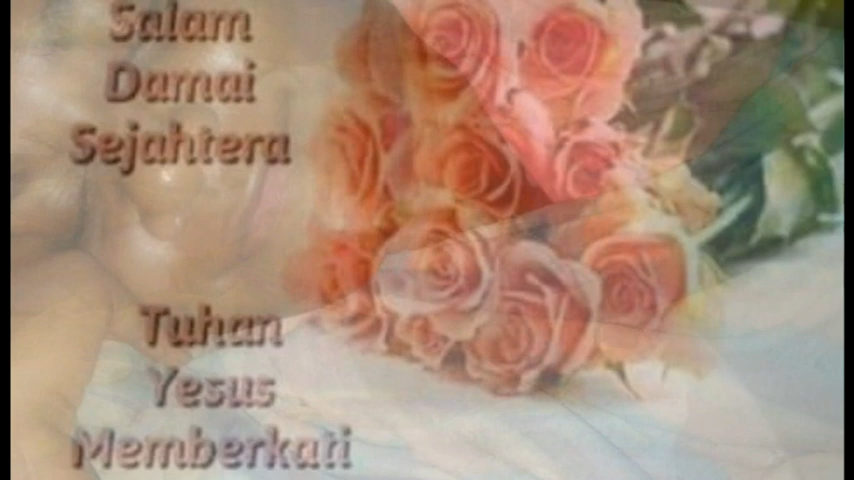 Salam
Damai
Sejahtera
Tuhan
Yesus
Memberkati